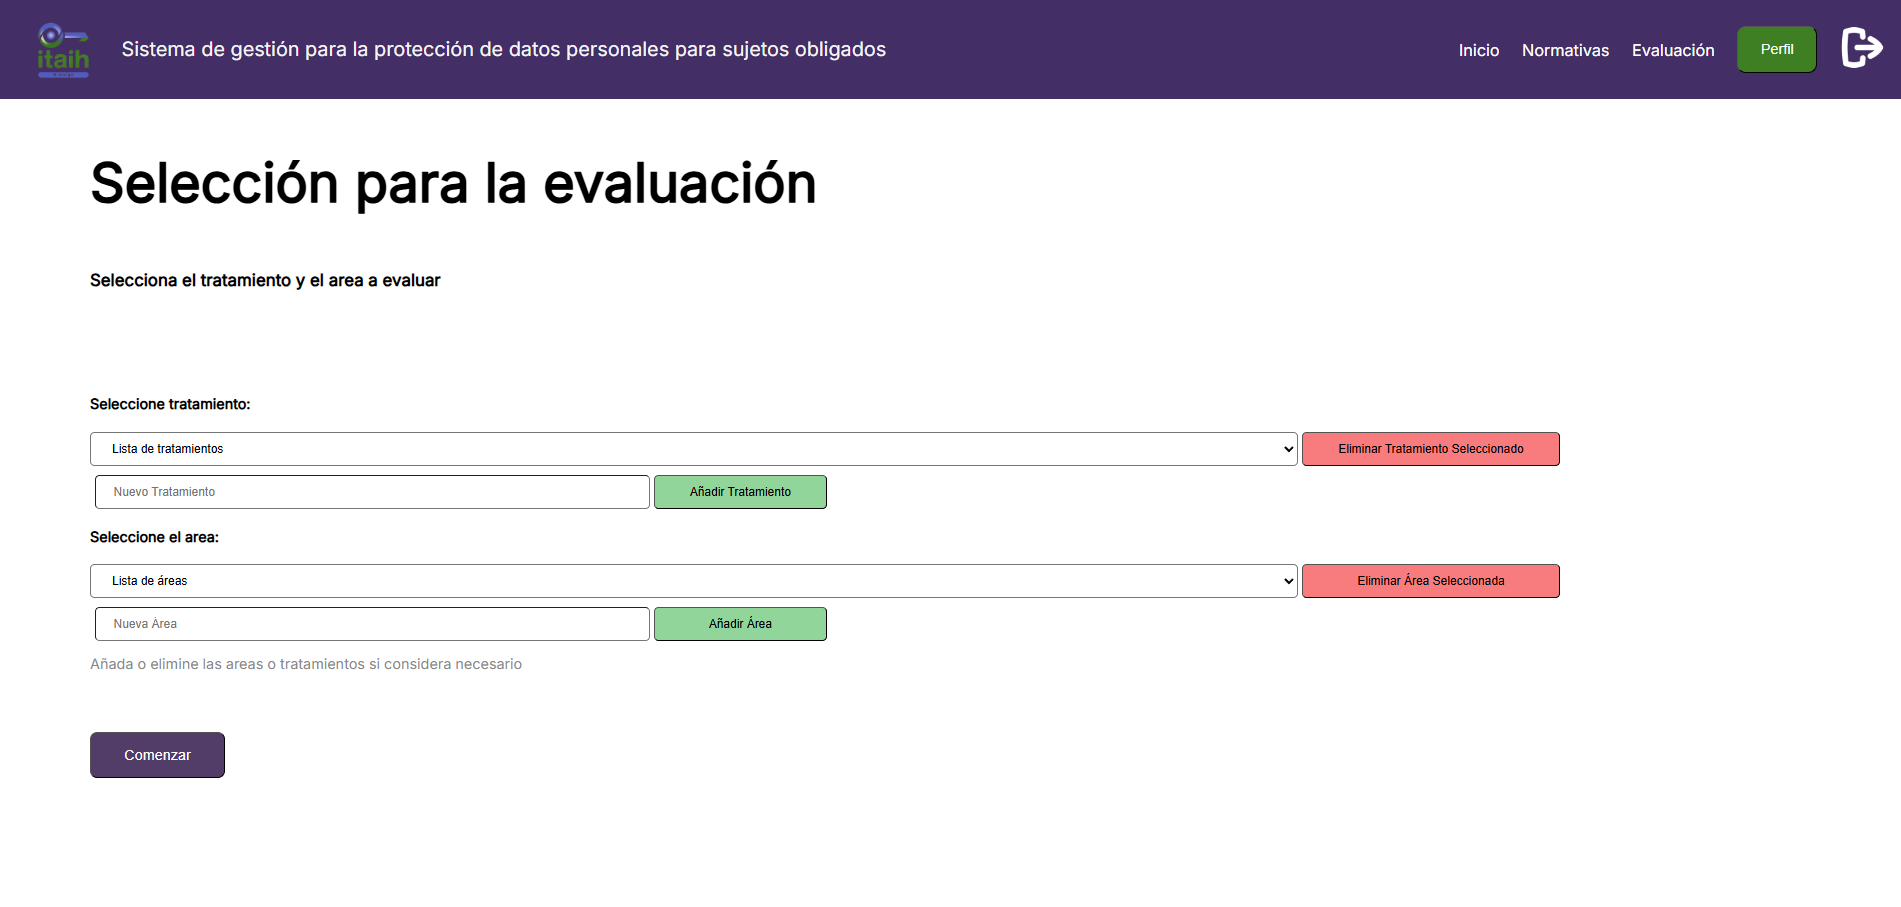 itaih
Sistema de gestión para la protección de datos personales para sujetos obligados
Inicio
Normativas
Evaluación
Perfil
Selección para la evaluación
Selecciona el tratamiento y el area a evaluar
Seleccione tratamiento:
Lista de tratamientos
Eliminar Tratamiento Seleccionado
Nuevo Tratamiento
Añadir Tratamiento
Seleccione el area:
Lista de áreas
Eliminar Área Seleccionada
Nueva Àrea
Añadir Área
Añada o elimine las areas o tratamientos si considera necesario
Comenzar